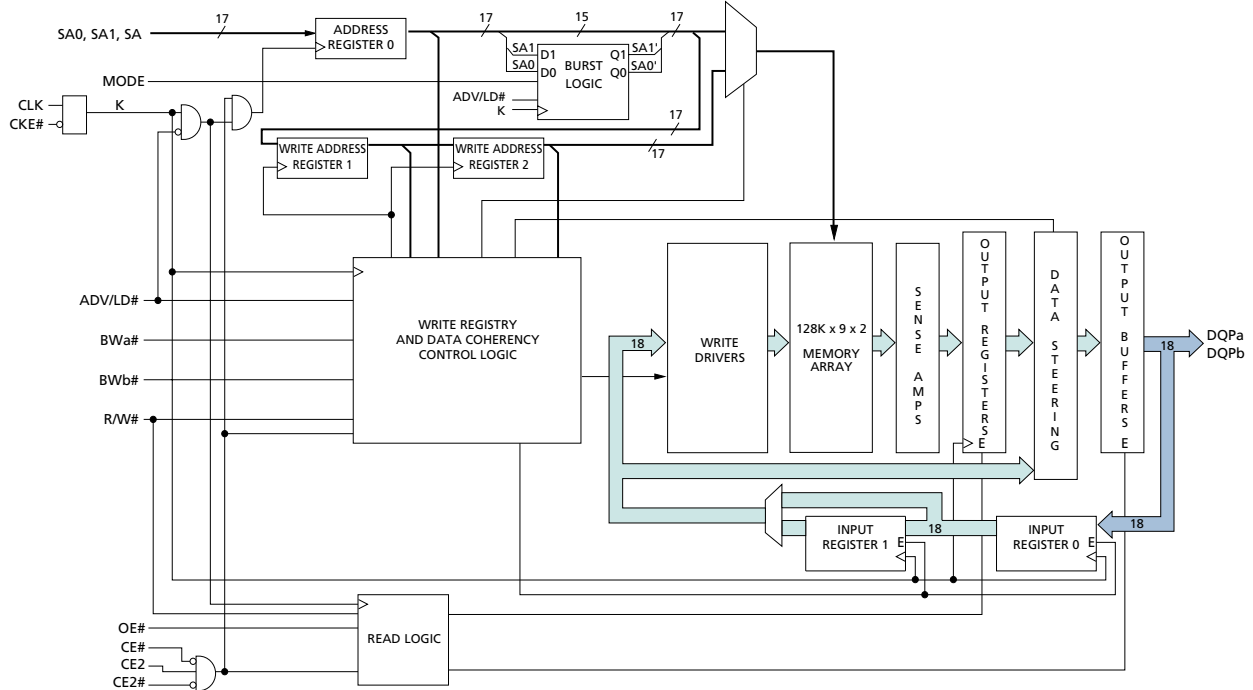 17
SA0, SA1, SA
ADDRESS
REGISTER 0
17
15
17
SA1
SA0
D1
D0
BURST
LOGIC
Q1
Q0
SA1'
SA0'
MODE
ADV/LD#
K
CLK
CKE#
K
17
17
WRITE ADDRESS
REGISTER 1
WRITE ADDRESS
REGISTER 2
ADV/LD#
BWa#
BWb#
R/W#
WRITE REGISTRY
AND DATA COHERENCY
CONTROL LOGIC
18
WRITE
DRIVERS
128K x 9 x 2
MEMORY
ARRAY
SENSE AMPS
OUTPUT REGISTERS
E
DATA STEERING
OUTPUT BUFFERS
E
18
DQPa
DQPb
INPUT
REGISTER 1
E
18
INPUT
REGISTER 0
E
18
OE#
CE#
CE2
CE2#
READ LOGIC